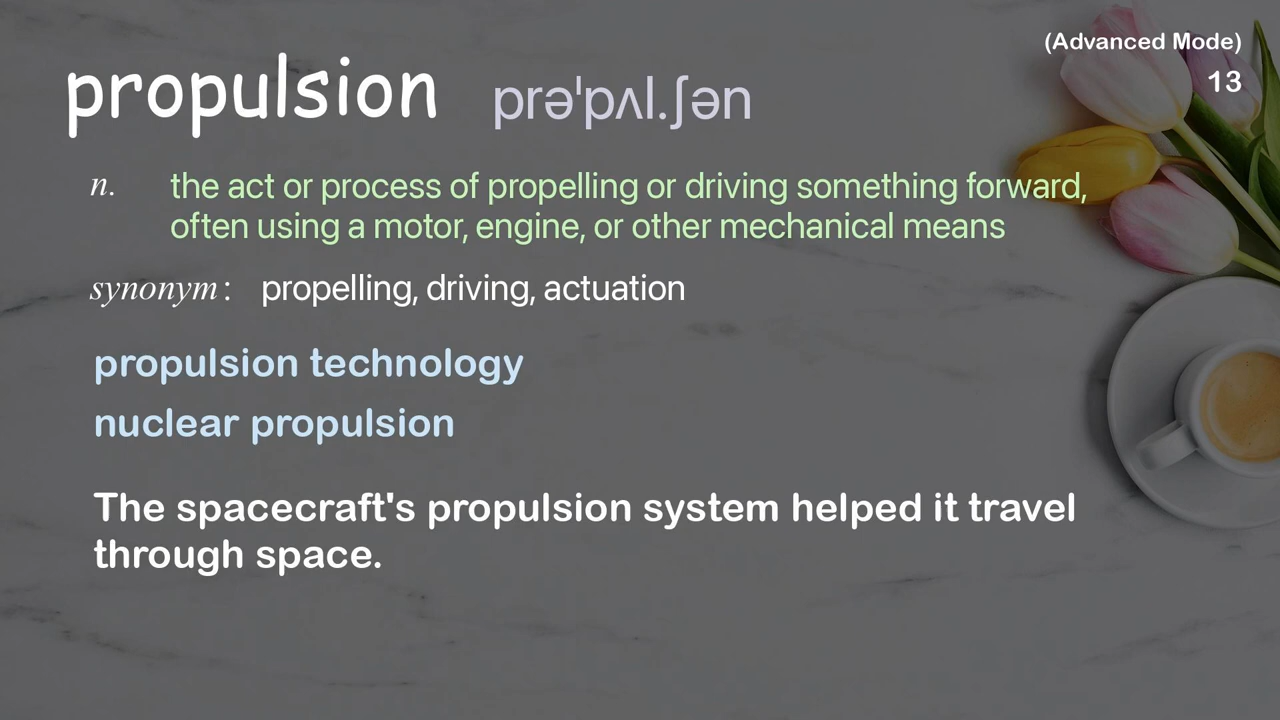 (Advanced Mode)
13
propulsion prəˈpʌl.ʃən
n. the act or process of propelling or driving something forward,
often using a motor, engine, or other mechanical means
synonym: propelling, driving, actuation
propulsion technology
nuclear propulsion
The spacecraft's propulsion system helped it travel
through space.